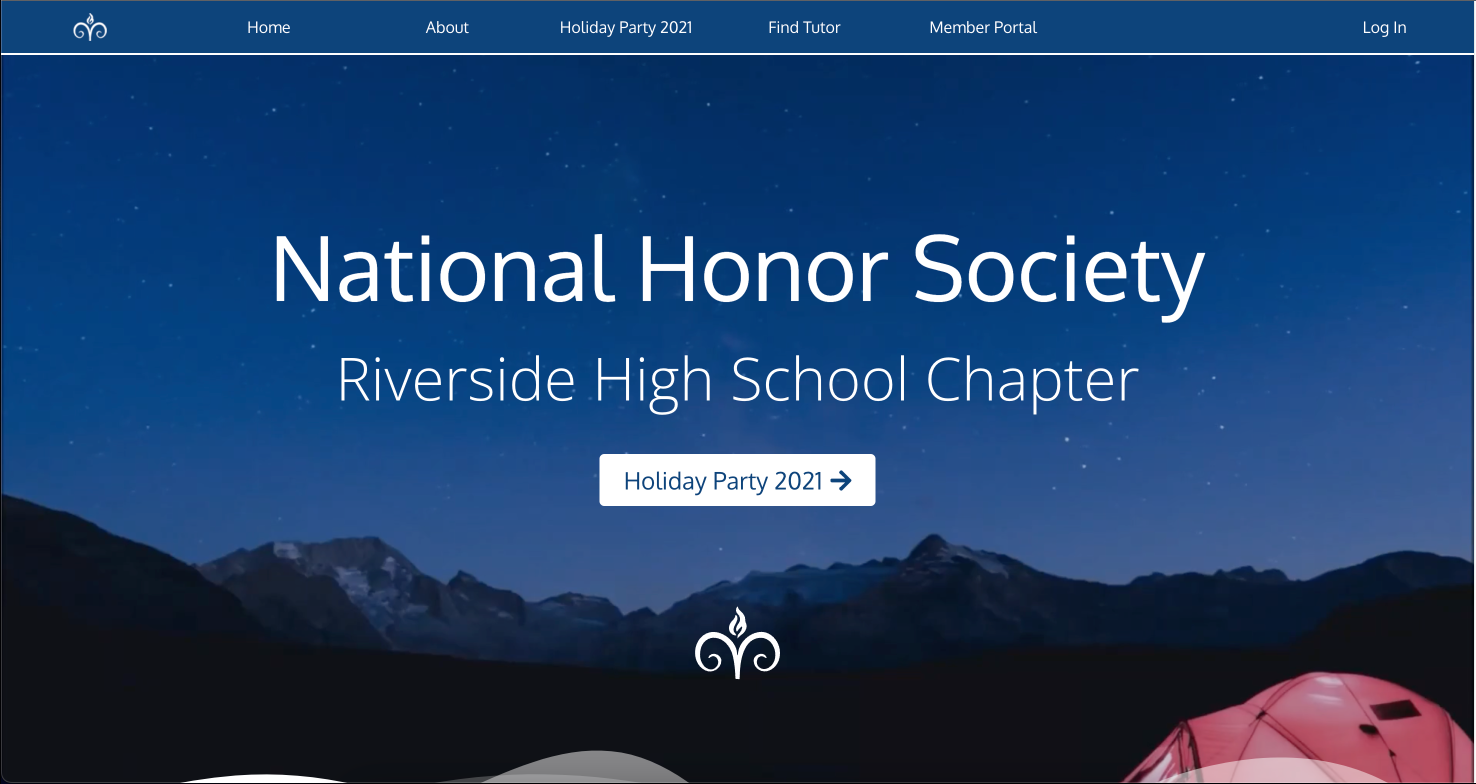 Home
About
Holiday Party 2021
Find Tutor
Member Portal
Log In
National Honor Society
Riverside High School Chapter
Holiday Party 2021